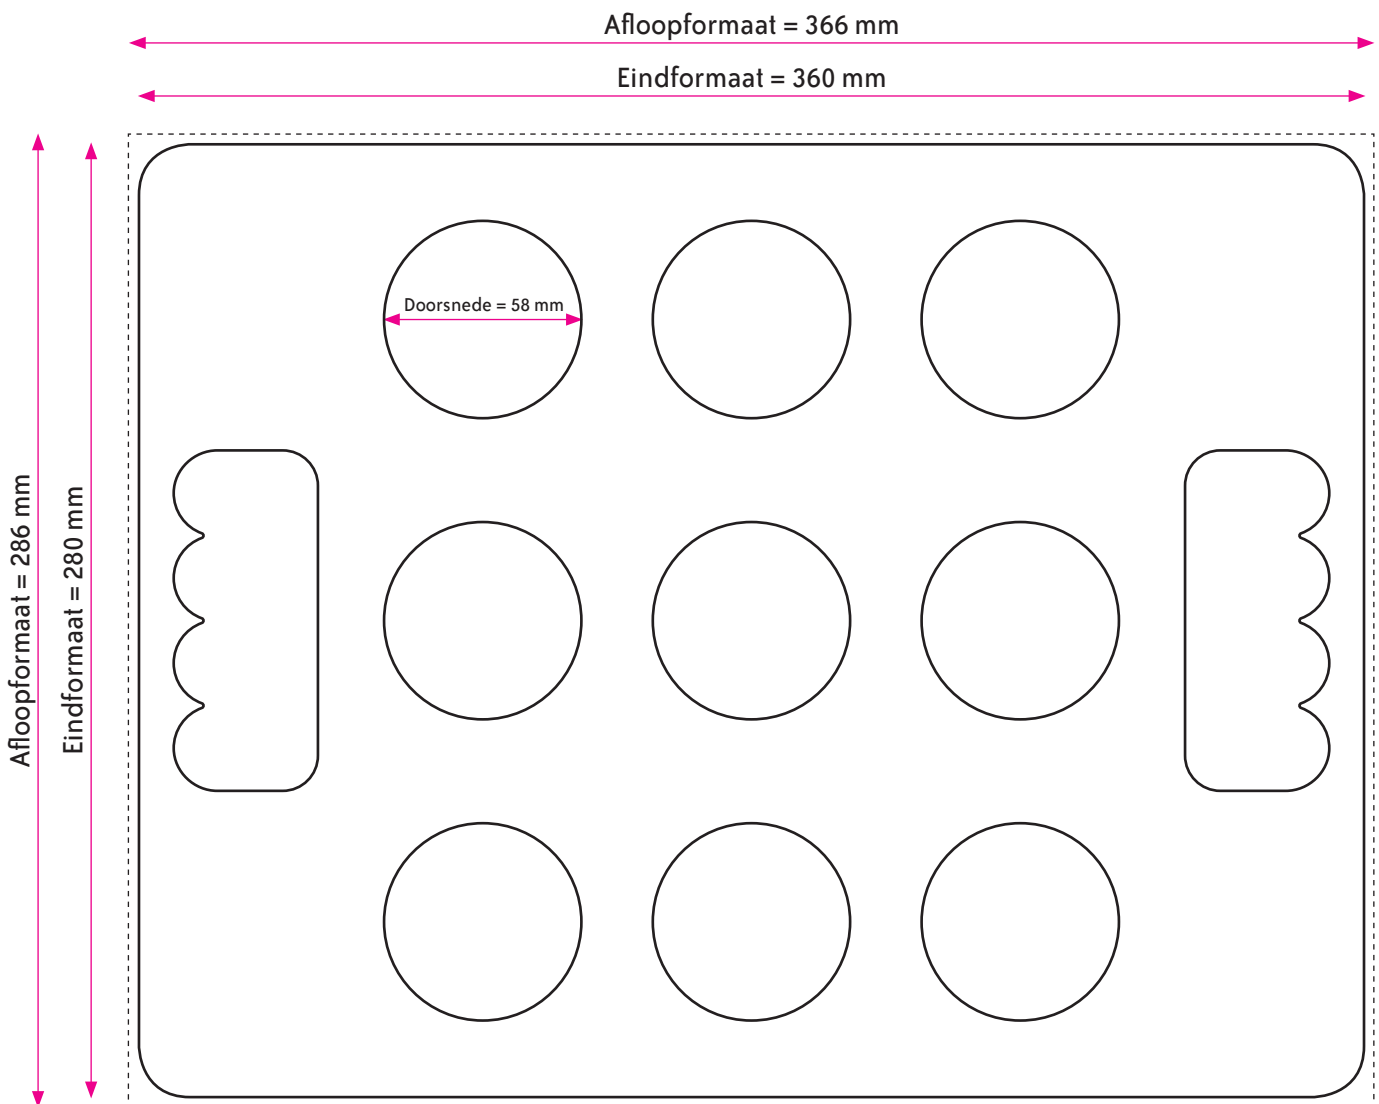 Afloopformaat = 366 mm
Eindformaat = 360 mm
Doorsnede = 58 mm
Afloopformaat = 286 mm
Eindformaat = 280 mm